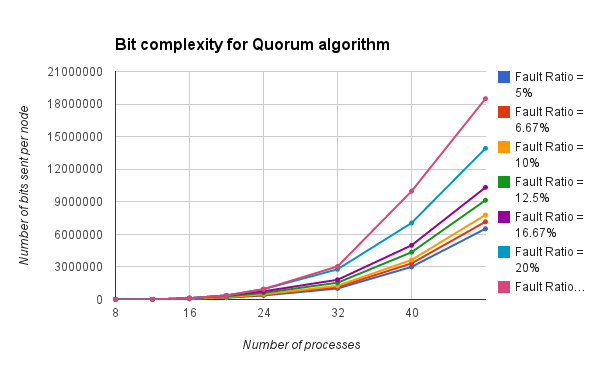 Bit complexity for Quorum algorithm
Number of bits sent per node
21000000
18000000
15000000
12000000
9000000
6000000
3000000
0
8 16 24 32 40
Number of processes
Fault Ratio =
5%
Fault Ratio =
6.67%
Fault Ratio =
10%
Fault Ratio =
12.5%
Fault Ratio =
16.67%
Fault Ratio =
20%
Fault Ratio...